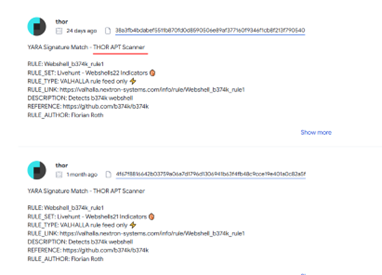 thor
24 days ago
YARA Signature Match - THOR APT Scanner
RULE: Webshell_b374k_rule1
RULE_SET: Livehunt - Webshells22 Indicators
RULE_TYPE: VALHALLA rule feed only
RULE_LINK: https://valhalla.nextron-systems.com/info/rule/Webshell_b374k_rule1
DESCRIPTION: Detects b374k webshell
REFERENCE: https://github.com/b374k/b374k
RULE_AUTHOR: Florian Roth
Show more
thor
1 month ago
YARA Signature Match - THOR APT Scanner
RULE: Webshell_b374k_rule1
RULE_SET: Livehunt - Webshells21 Indicators
RULE_TYPE: VALHALLA rule feed only
RULE_LINK: https://valhalla.nextron-systems.com/info/rule/Webshell_b374k_rule1
DESCRIPTION: Detects b374k webshell
REFERENCE: https://github.com/b374k/b374k
RULE_AUTHOR: Florian Roth